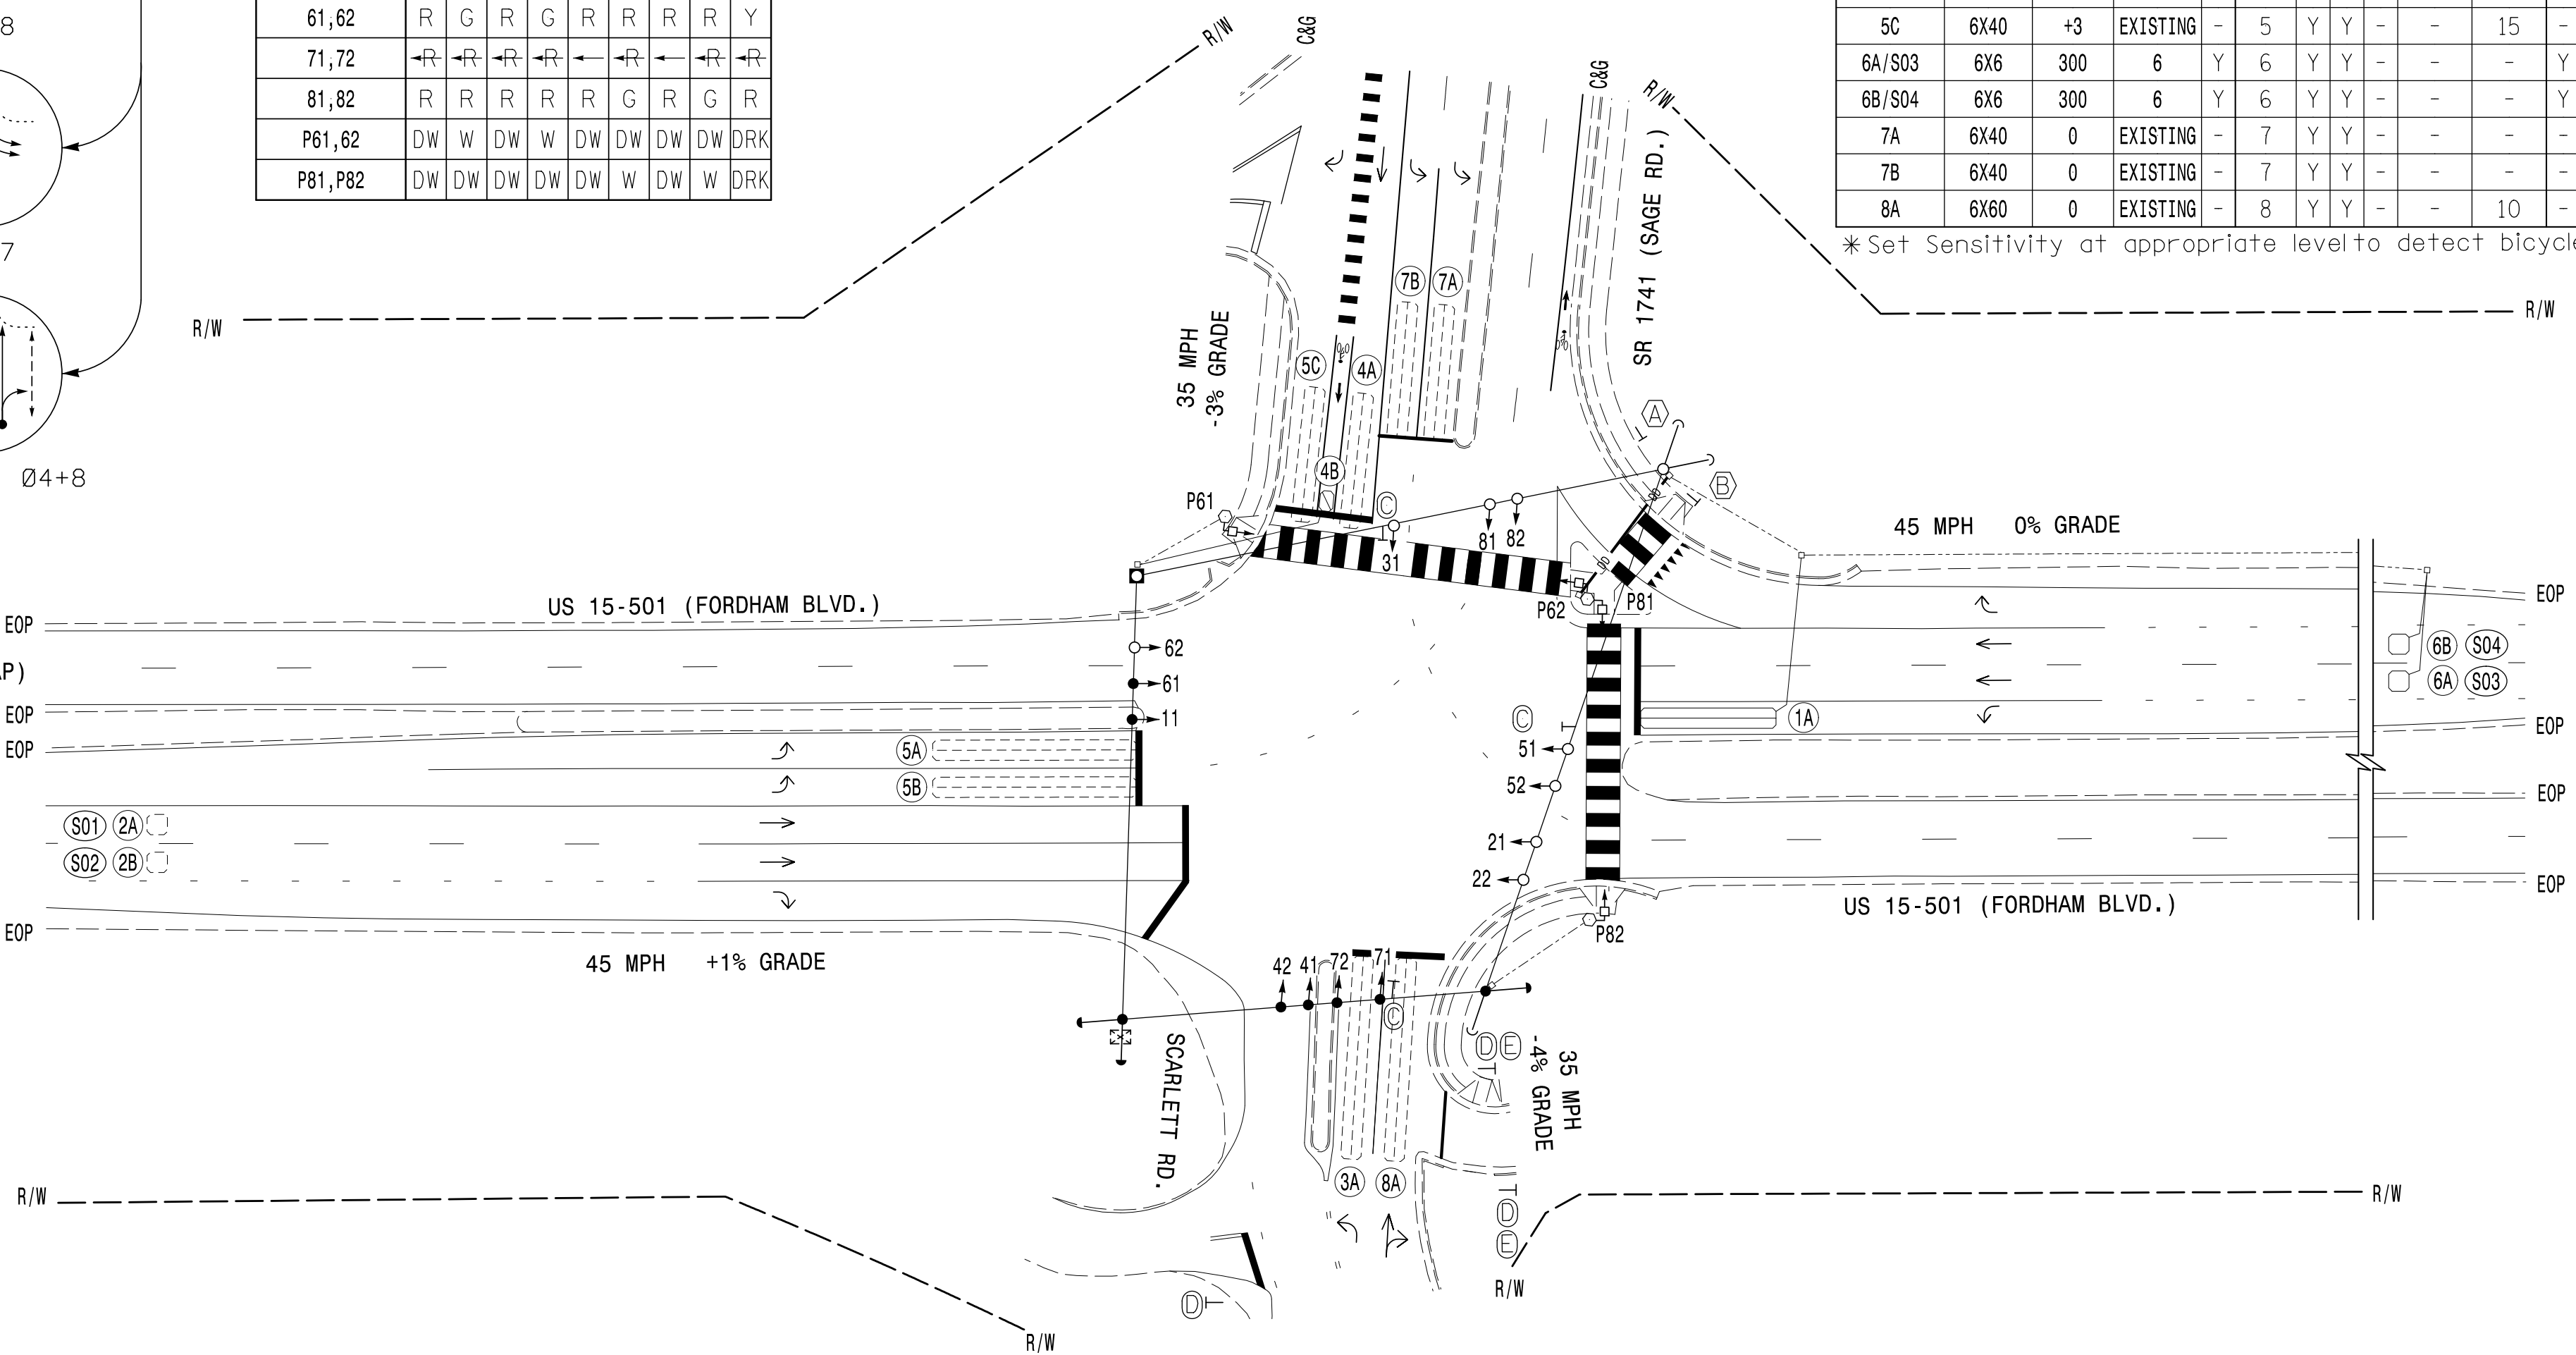 8
7
Ø4+8
61,62 R G R G R R R R Y
71,72 R R R R R R R
81,82 R R R R R G R G R
P61,62 DW W DW W DW DW DW DW DRK
P81,P82 DW DW DW DW DW W DW W DRK
5C 6X40 +3 EXISTING - 5 Y Y - - 15 -
6A/S03 6X6 300 6 Y 6 Y Y - - - Y
6B/S04 6X6 300 6 Y 6 Y Y - - - Y
7A 6X40 0 EXISTING - 7 Y Y - - - -
7B 6X40 0 EXISTING - 7 Y Y - - - -
8A 6X60 0 EXISTING - 8 Y Y - - 10 -
* Set Sensitivity at appropriate level to detect bicycle
R/W
C&G
C&G
R/W
SR 1741 (SAGE RD.)
R/W
R/W
35 MPH
-3% GRADE
7B 7A
5C 4A
4B
A
B
C
P61
31
81 82
P62
P81
45 MPH 0% GRADE
US 15-501 (FORDHAM BLVD.)
EOP
EOP
EOP
EOP
AP)
62
61
11
5A
5B
S01 2A
S02 2B
45 MPH +1% GRADE
C
51
52
21
22
1A
6B S04
6A S03
EOP
EOP
EOP
EOP
US 15-501 (FORDHAM BLVD.)
P82
42 41 72 71
C
D E
35 MPH
-4% GRADE
SCARLETT RD.
3A 8A
D
E
D
R/W
R/W
R/W
R/W